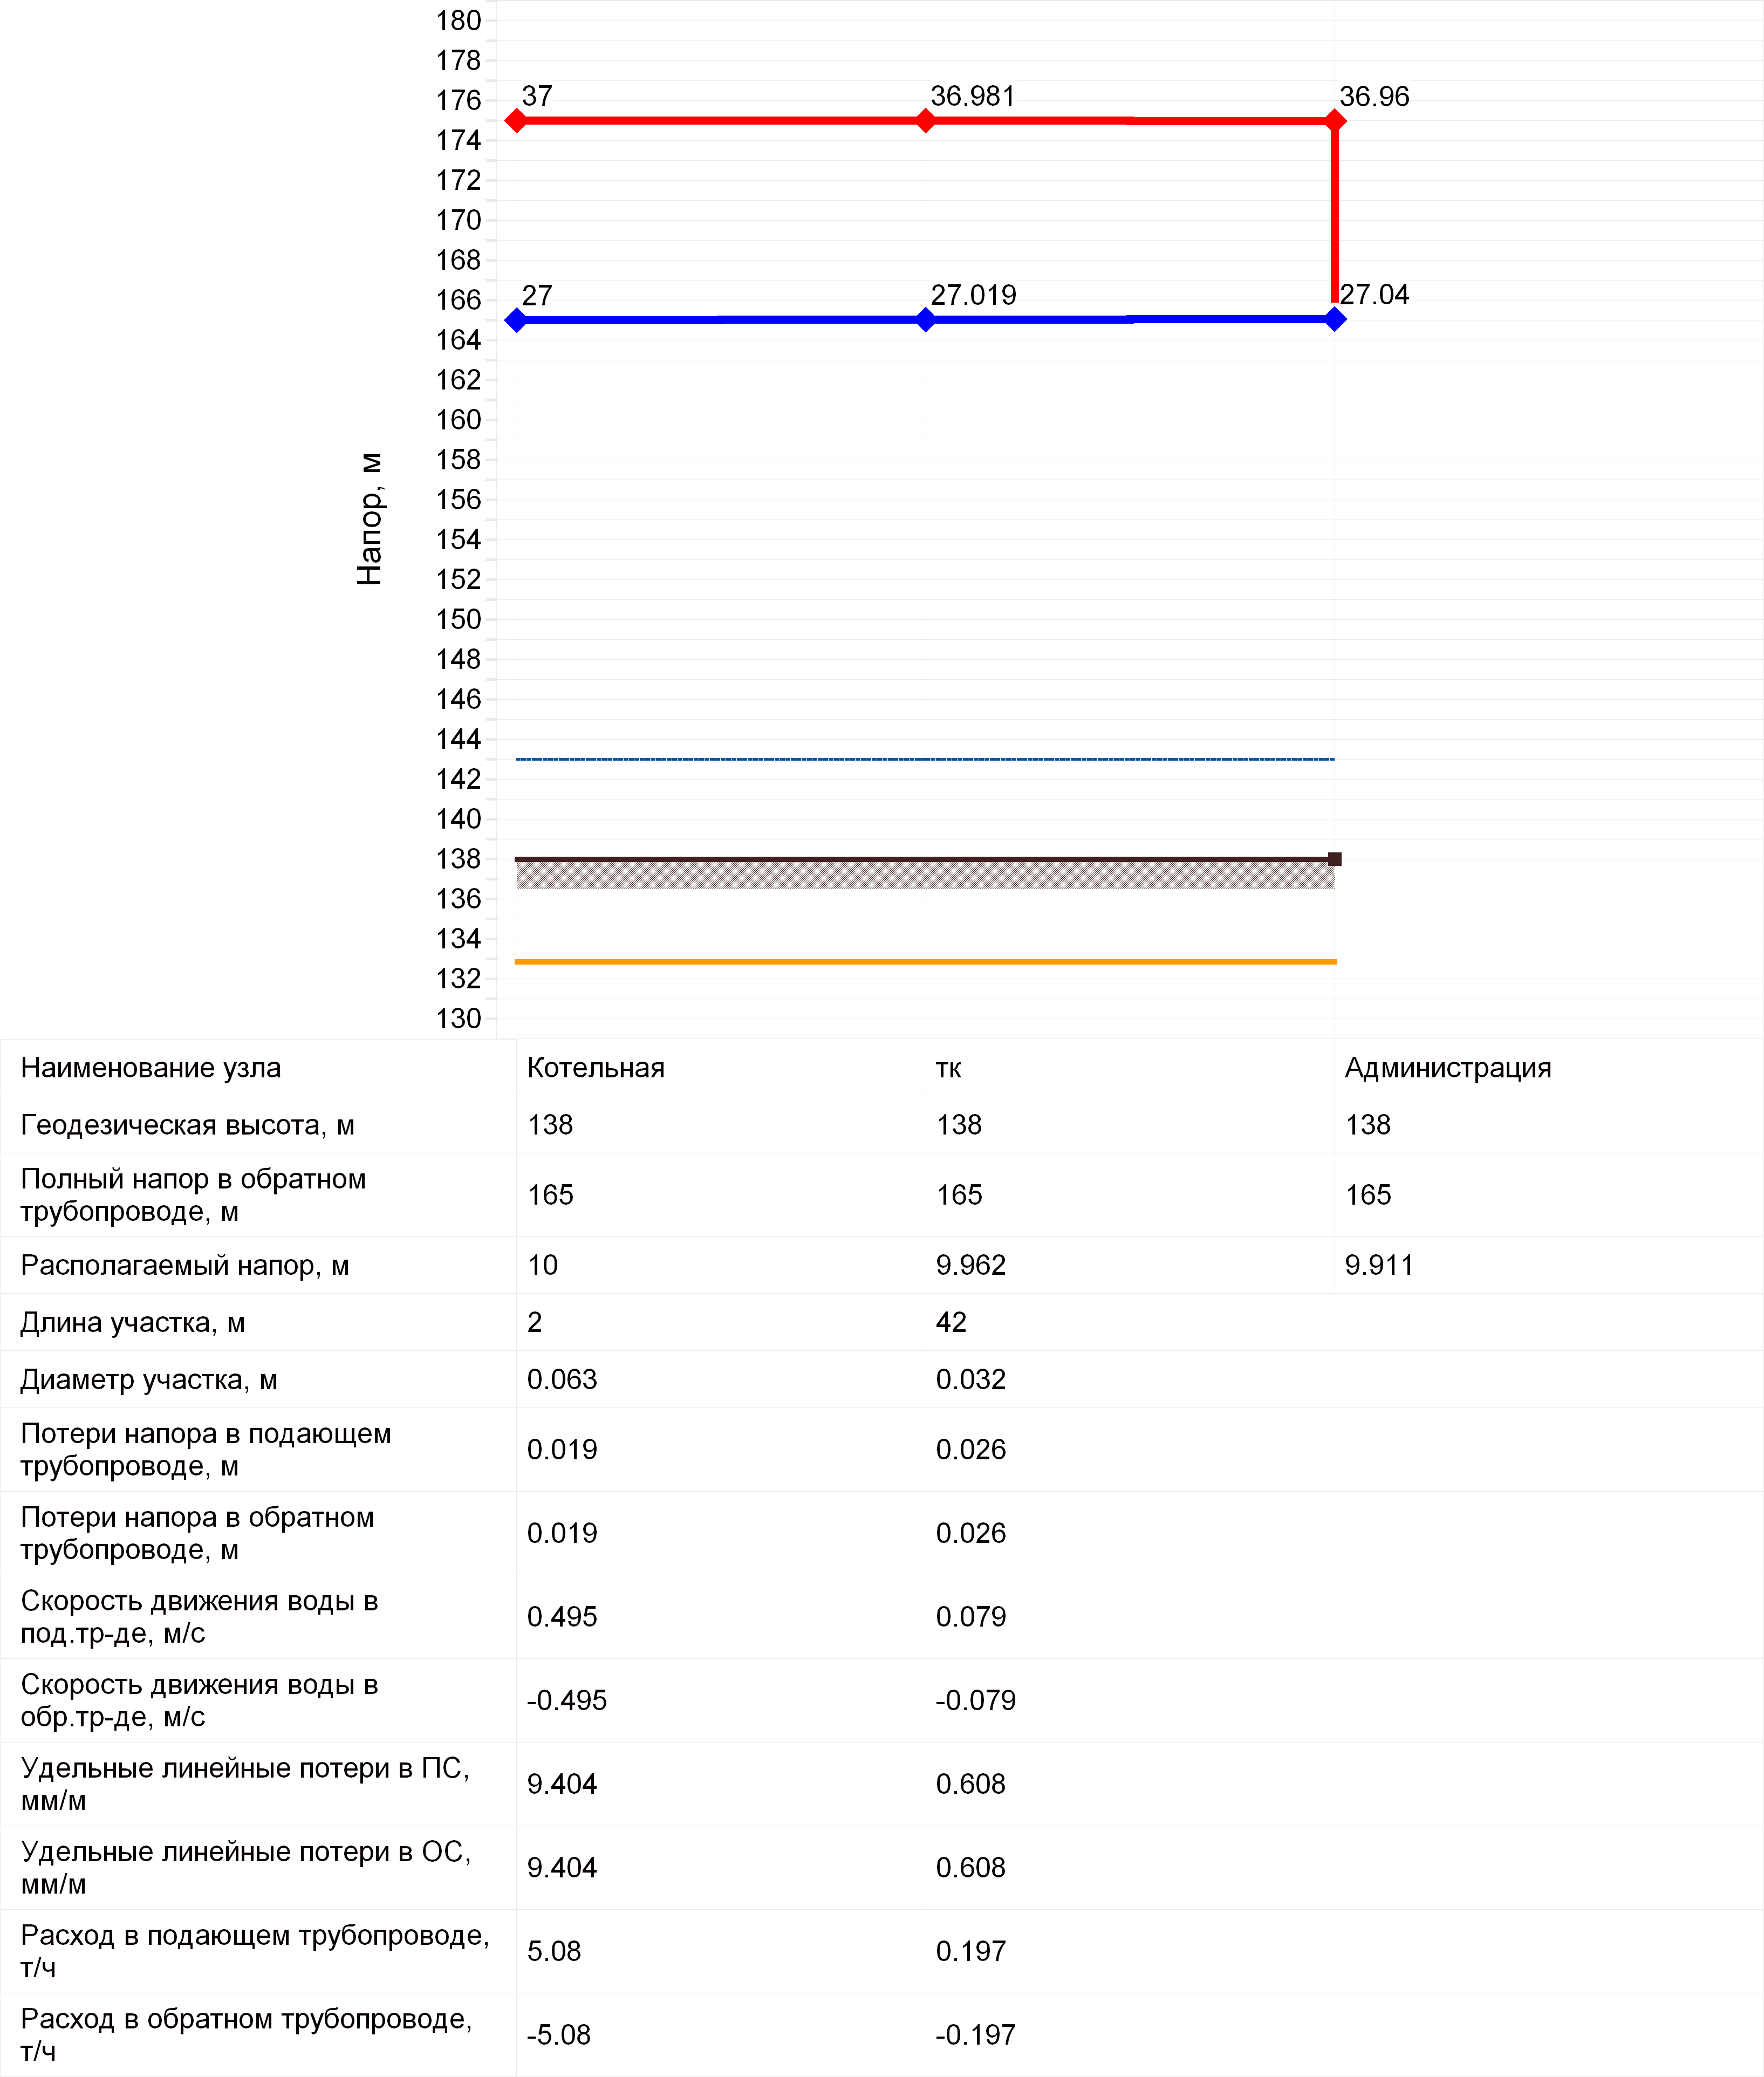 180
178
176
174
172
170
168
166
164
162
160
158
156
154
152
150
148
146
144
142
140
138
136
134
132
130
Напор, м
37 36.981 36.96
27 27.019 27.04
Наименование узла Котельная тк Администрация
Геодезическая высота, м 138 138 138
Полный напор в обратном
трубопроводе, м 165 165 165
Располагаемый напор, м 10 9.962 9.911
Длина участка, м 2 42
Диаметр участка, м 0.063 0.032
Потери напора в подающем
трубопроводе, м 0.019 0.026
Потери напора в обратном
трубопроводе, м 0.019 0.026
Скорость движения воды в
под.тр-де, м/с 0.495 0.079
Скорость движения воды в
обр.тр-де, м/с -0.495 -0.079
Удельные линейные потери в ПС,
мм/м 9.404 0.608
Удельные линейные потери в ОС,
мм/м 9.404 0.608
Расход в подающем трубопроводе,
т/ч 5.08 0.197
Расход в обратном трубопроводе,
т/ч -5.08 -0.197